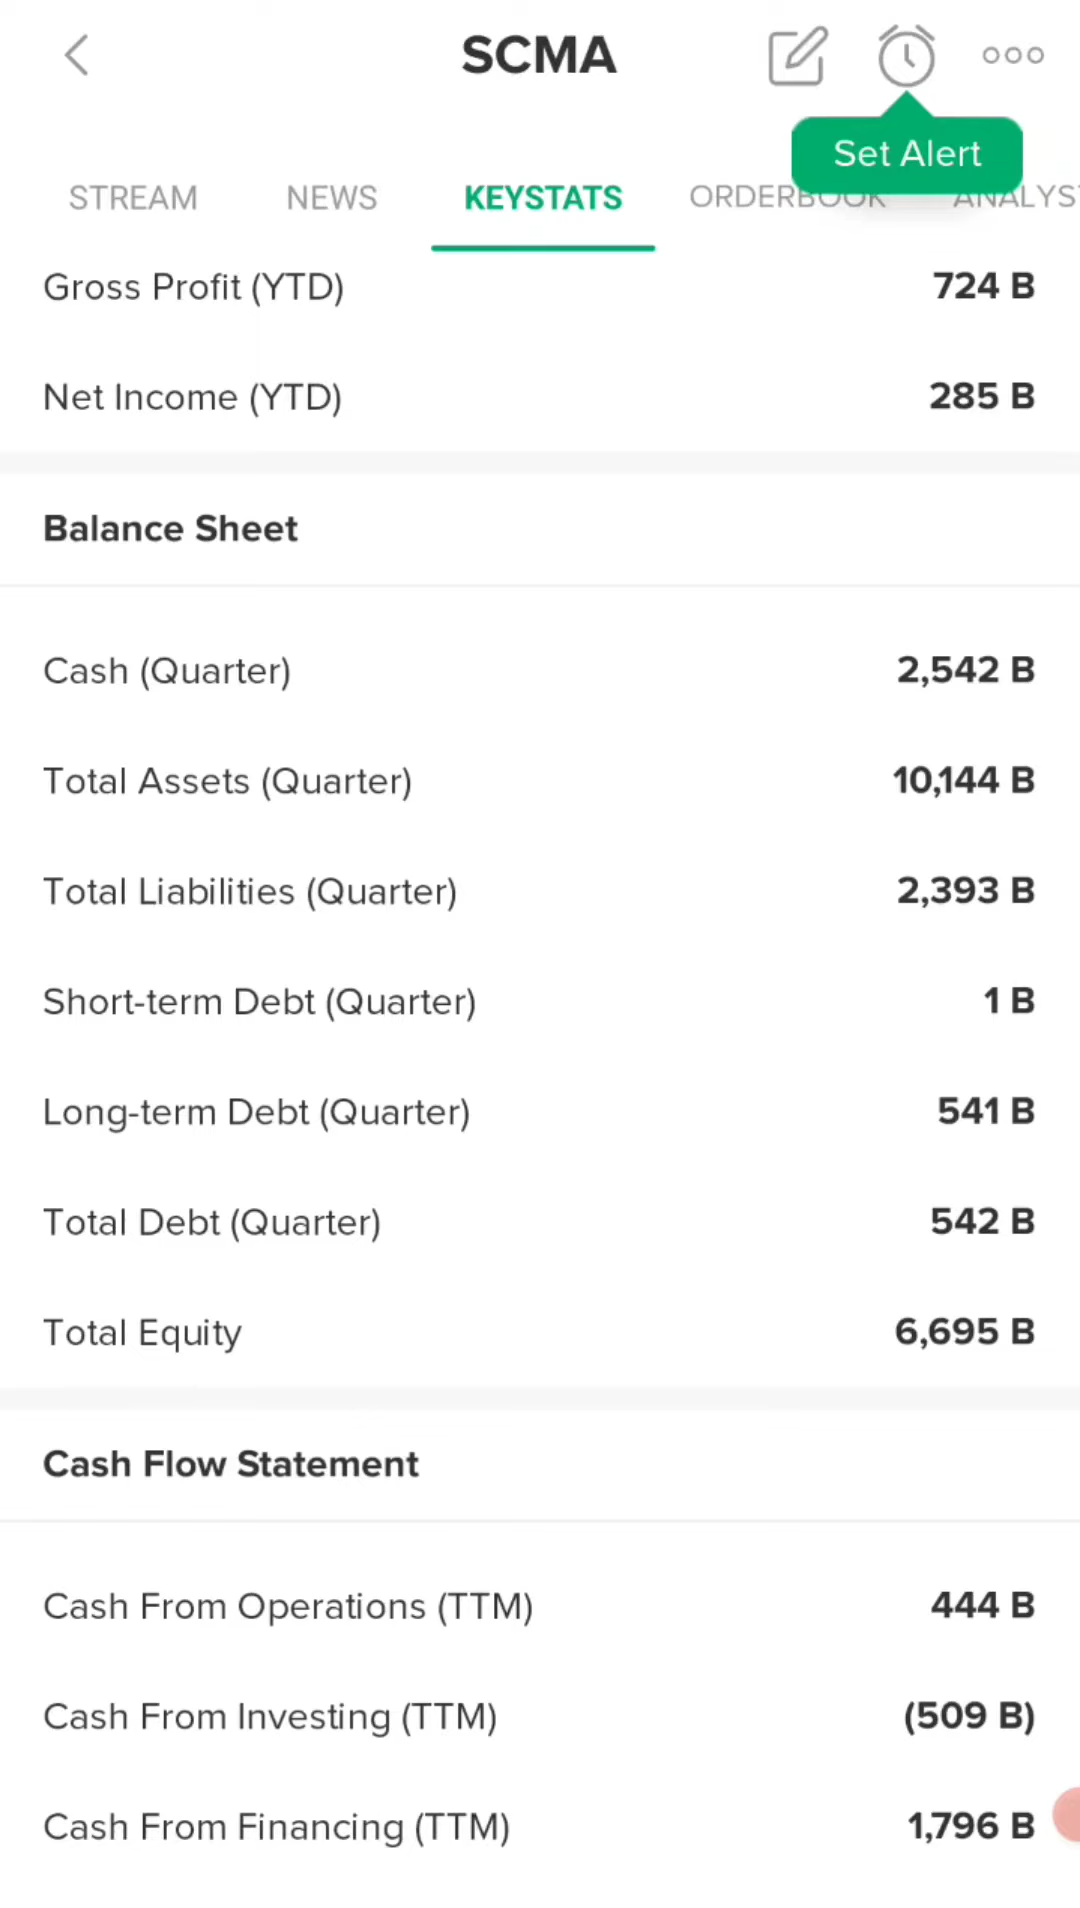 SCMA
Set Alert
STREAM NEWS KEYSTATS ORDERBOOK ANALYS
Gross Profit (YTD) 724 B
Net Income (YTD) 285 B
Balance Sheet
Cash (Quarter) 2,542 B
Total Assets (Quarter) 10,144 B
Total Liabilities (Quarter) 2,393 B
Short-term Debt (Quarter) 1 B
Long-term Debt (Quarter) 541 B
Total Debt (Quarter) 542 B
Total Equity 6,695 B
Cash Flow Statement
Cash From Operations (TTM) 444 B
Cash From Investing (TTM) (509 B)
Cash From Financing (TTM) 1,796 B